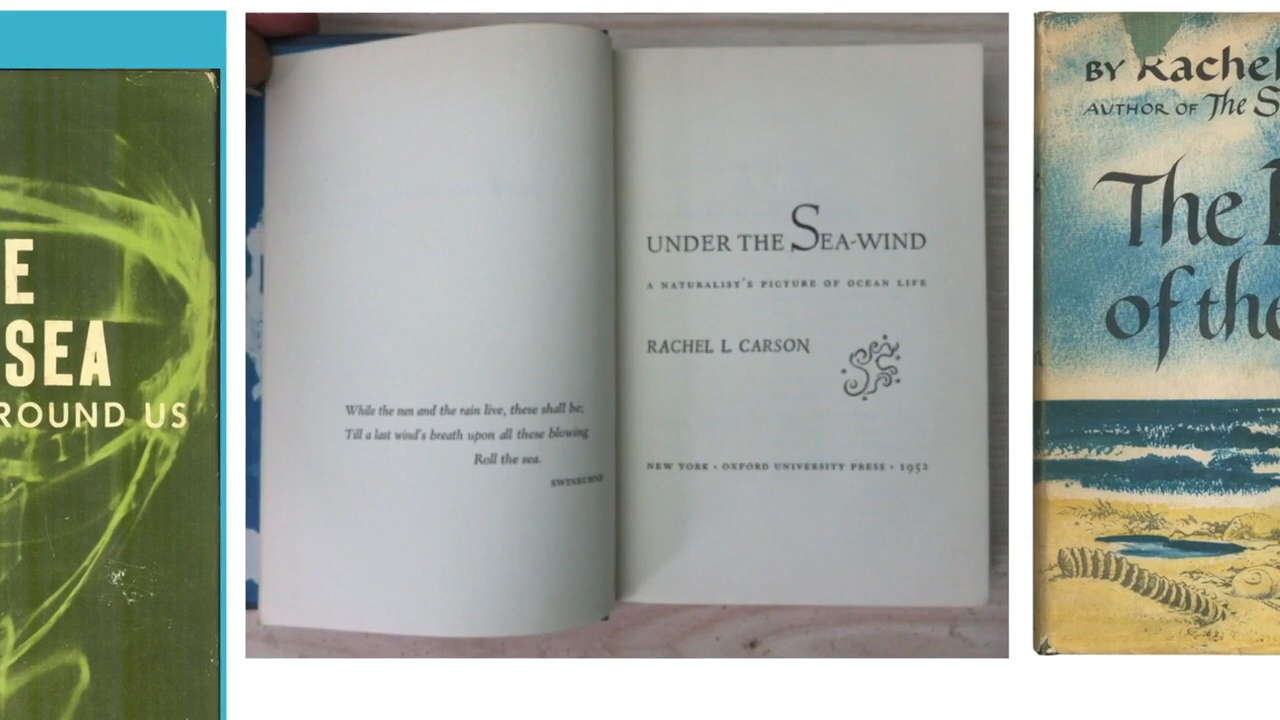 E
SEA
ROUND US
While the sun and the rain live, these shall be;
Till a last wind's breath upon all these blowing
Roll the sea.
SWINBURNE
UNDER THE SEA-WIND
A NATURALIST'S PICTURE OF OCEAN LIFE
RACHEL L. CARSON
NEW YORK • OXFORD UNIVERSITY PRESS • 1952
BY Rachel
AUTHOR OF The S
The
of the